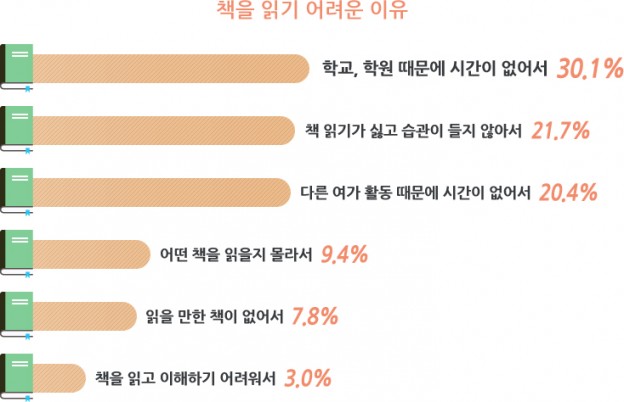 책을 읽기 어려운 이유
학교, 학원 때문에 시간이 없어서 30.1%
책 읽기가 싫고 습관이 들지 않아서 21.7%
다른 여가 활동 때문에 시간이 없어서 20.4%
어떤 책을 읽을지 몰라서 9.4%
읽을 만한 책이 없어서 7.8%
책을 읽고 이해하기 어려워서 3.0%